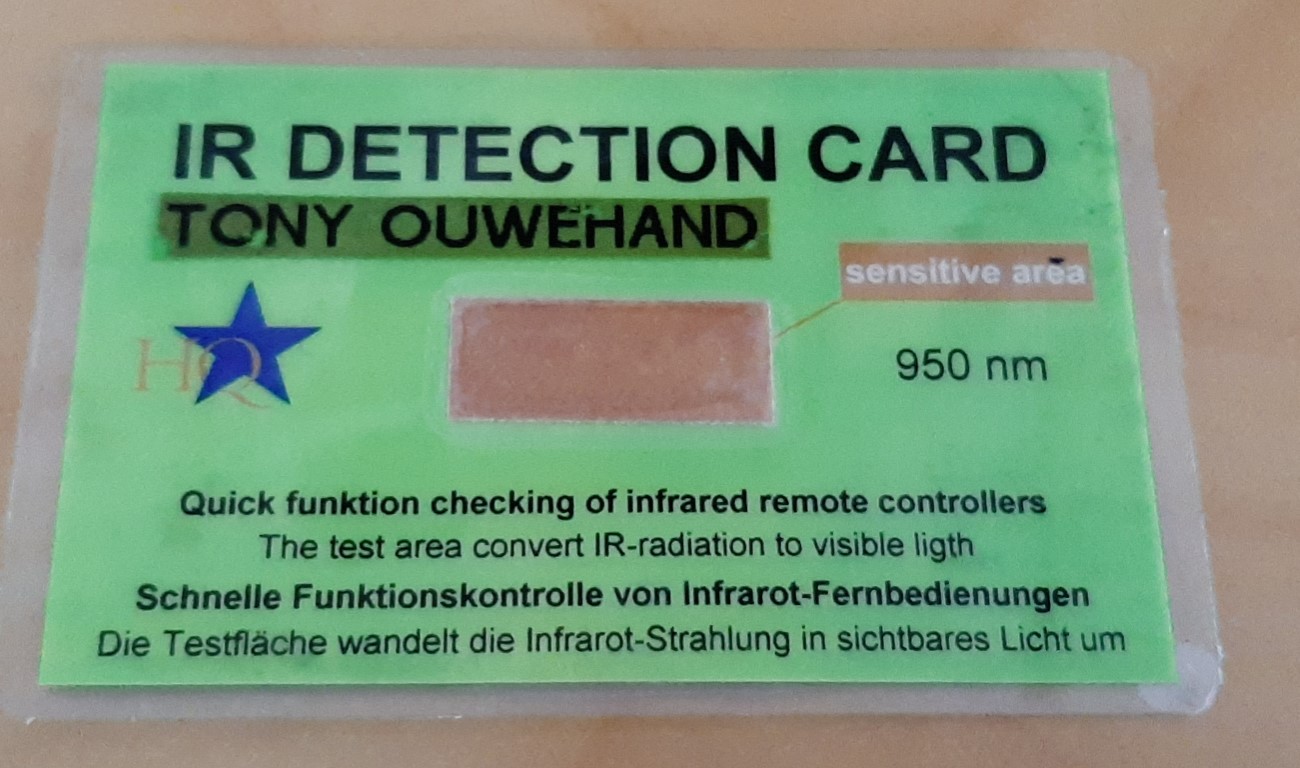 IR DETECTION CARD
TONY OUWEHAND
sensitive area
HQ
950 nm
Quick funktion checking of infrared remote controllers
The test area convert IR-radiation to visible ligth
Schnelle Funktionskontrolle von Infrarot-Fernbedienungen
Die Testfläche wandelt die Infrarot-Strahlung in sichtbares Licht um